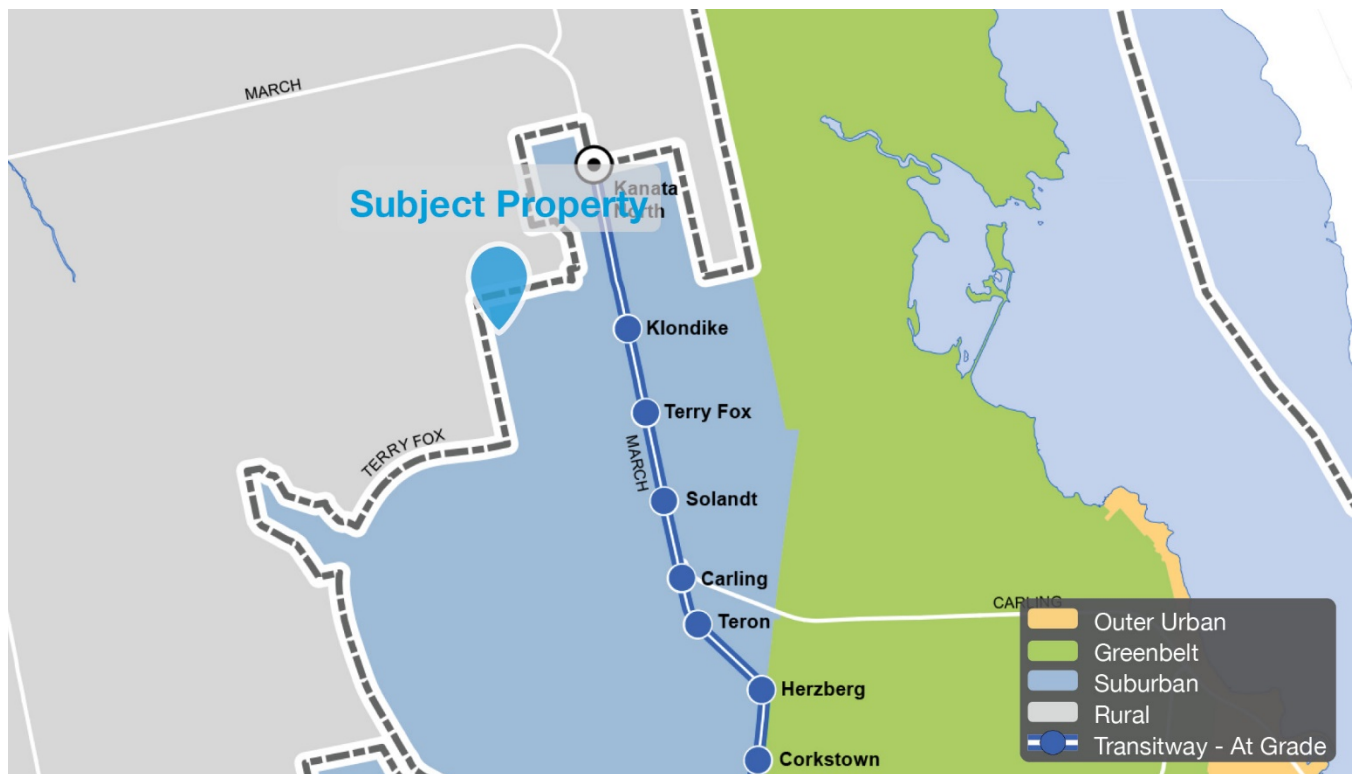 MARCH
Kanata
North
Subject Property
Klondike
Terry Fox
TERRY FOX
MARCH
Solandt
Carling
CARLING
Teron
Herzberg
Corkstown
Outer Urban
Greenbelt
Suburban
Rural
Transitway - At Grade